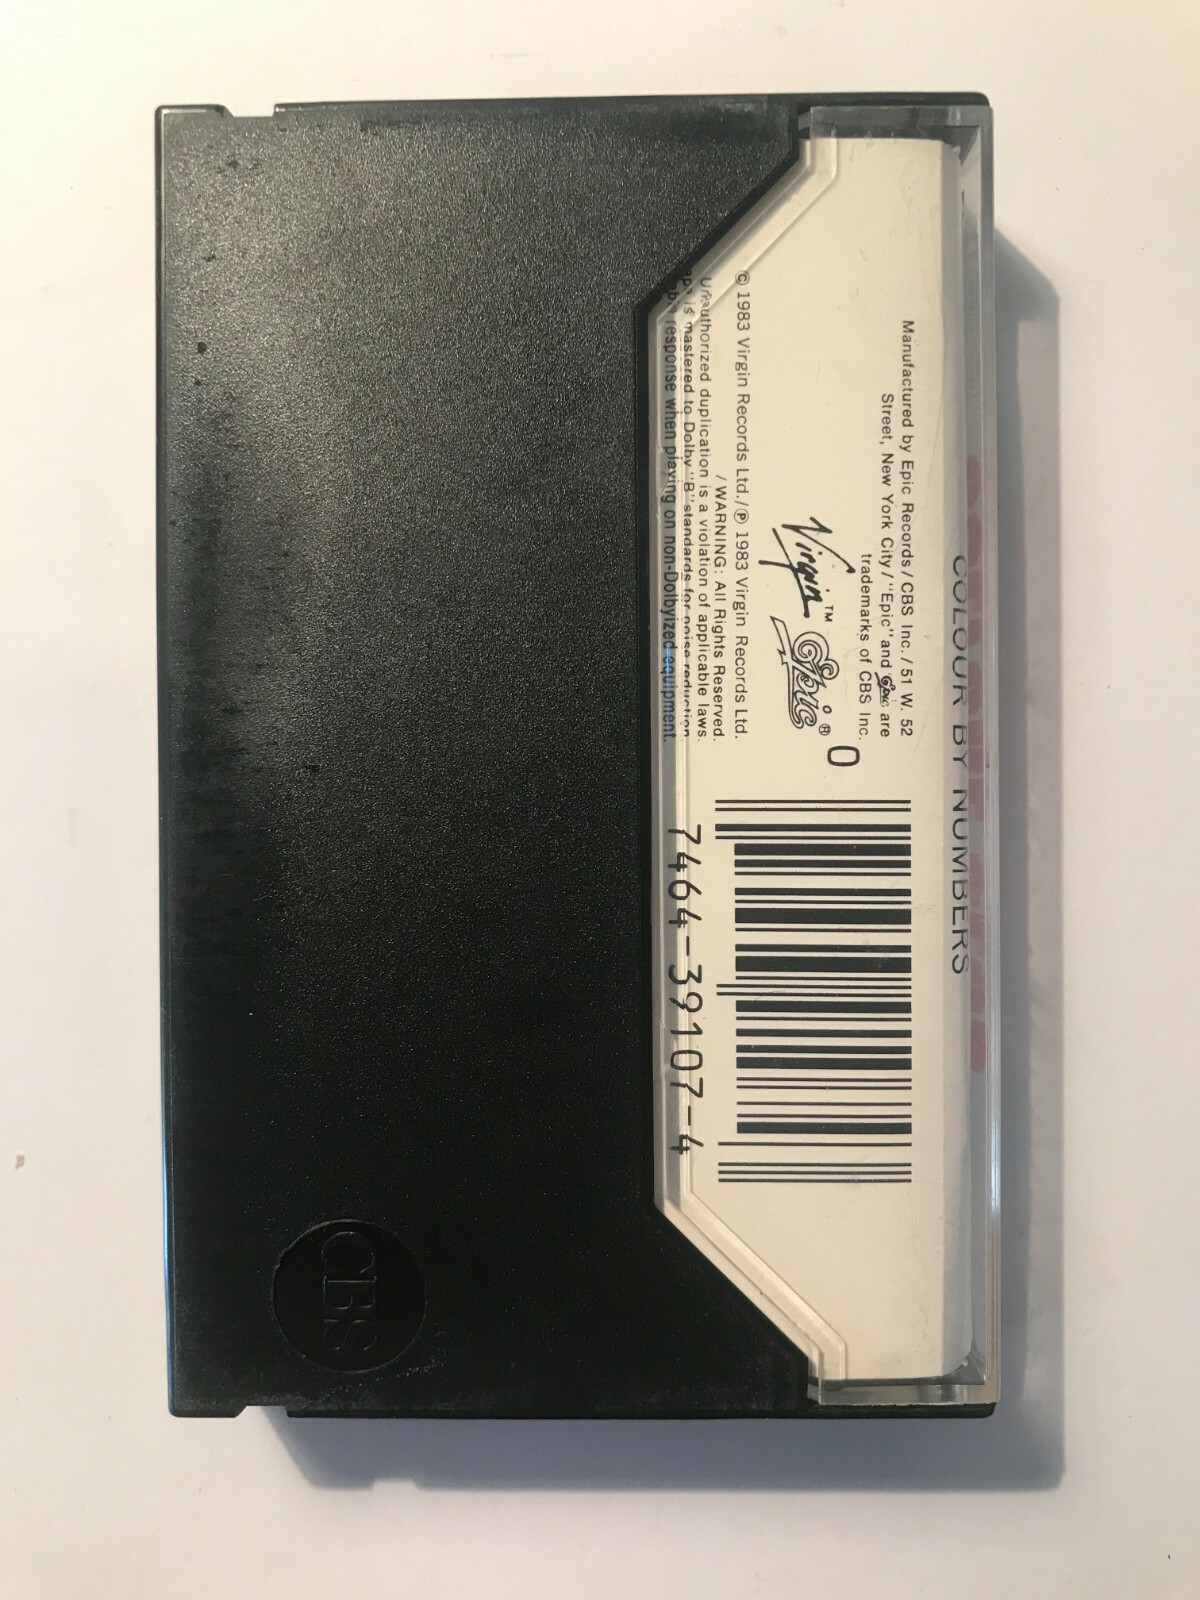 COLOUR BY NUMBERS
Manufactured by Epic Records / CBS Inc. / 51 W. 52
Street, New York City / "Epic" and Epic are
trademarks of CBS Inc.
Virgin™ Epic®
© 1983 Virgin Records Ltd./℗ 1983 Virgin Records Ltd.
/ WARNING: All Rights Reserved.
Unauthorized duplication is a violation of applicable laws.
is mastered to Dolby "B" standards for noise reduction
response when playing on non-Dolbyized equipment.
0
7464-39107-4
CBS